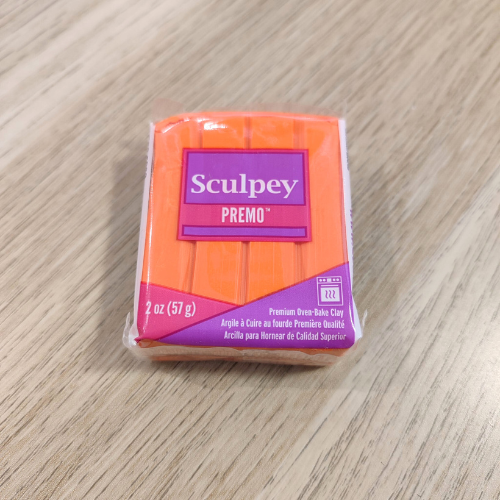 Sculpey
PREMO™
2 oz (57 g)
Premium Oven-Bake Clay
Argile à Cuire au fourde Première Qualité
Arcilla para Hornear de Calidad Superior